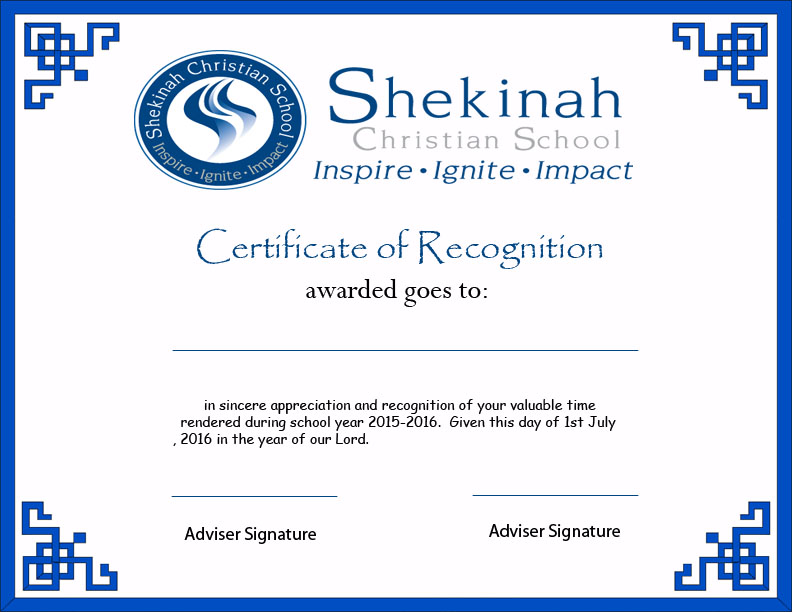 Shekinah Christian School
Inspire • Ignite • Impact
Shekinah
Christian School
Inspire • Ignite • Impact
Certificate of Recognition
awarded goes to:
in sincere appreciation and recognition of your valuable time
rendered during school year 2015-2016.  Given this day of 1st July
, 2016 in the year of our Lord.
Adviser Signature
Adviser Signature